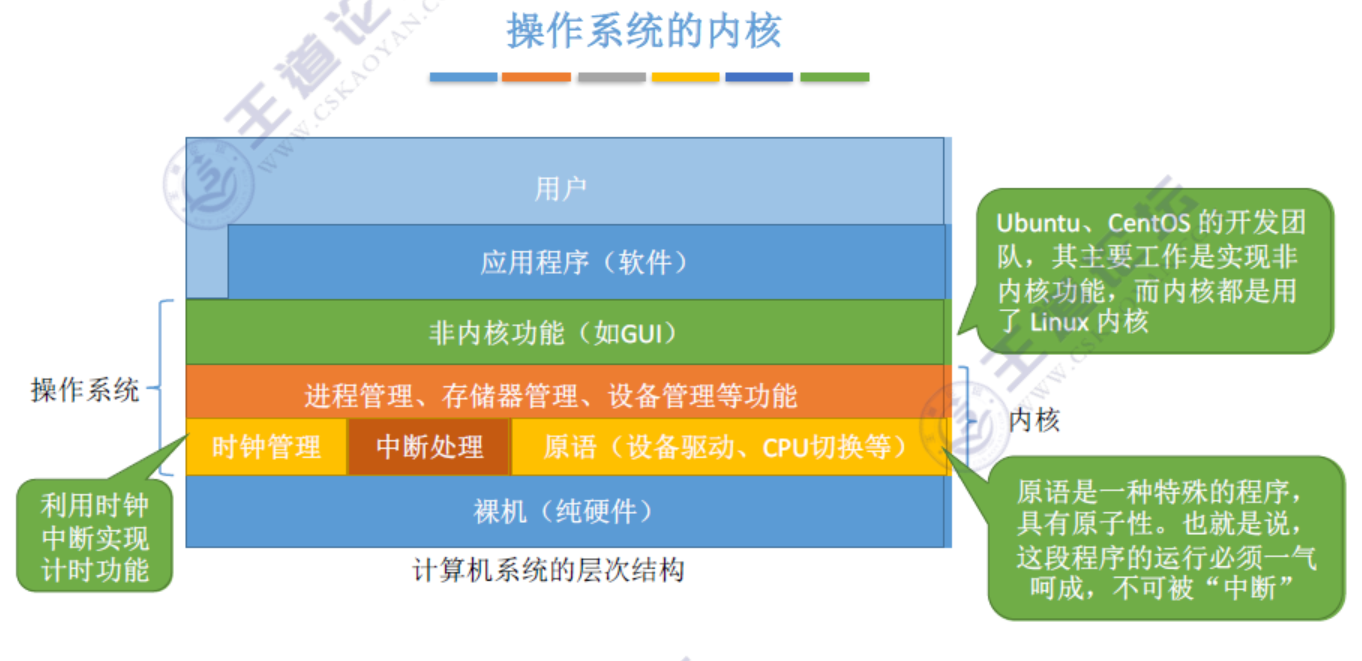 操作系统的内核
用户
应用程序（软件）
非内核功能（如GUI）
进程管理、存储器管理、设备管理等功能
时钟管理
中断处理
原语（设备驱动、CPU切换等）
裸机（纯硬件）
计算机系统的层次结构
操作系统
内核
利用时钟
中断实现
计时功能
Ubuntu、CentOS 的开发团
队，其主要工作是实现非
内核功能，而内核都是用
了 Linux 内核
原语是一种特殊的程序，
具有原子性。也就是说，
这段程序的运行必须一气
呵成，不可被“中断”
王道论
WWW.CSKAOYAN.C
王道论坛